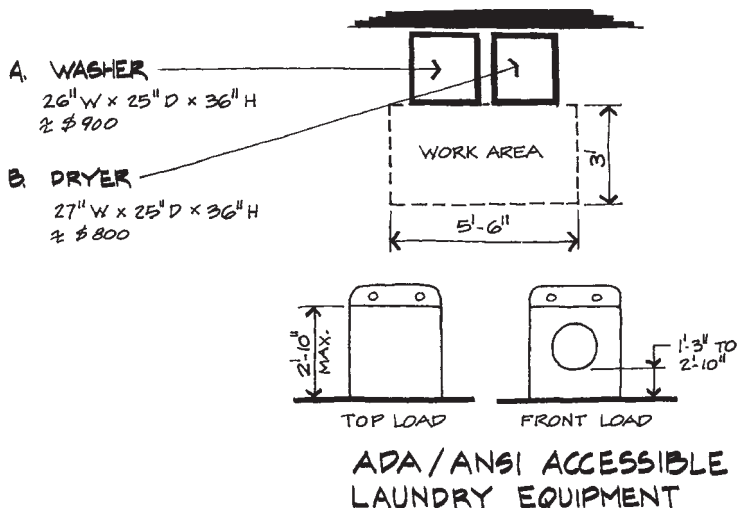 A. WASHER
26" W x 25" D x 36" H
≈ $900
B. DRYER
27" W x 25" D x 36" H
≈ $800
WORK AREA
3'
5'-6"
2'-10"
MAX.
1'-3" TO
2'-10"
TOP LOAD
FRONT LOAD
ADA/ANSI ACCESSIBLE
LAUNDRY EQUIPMENT